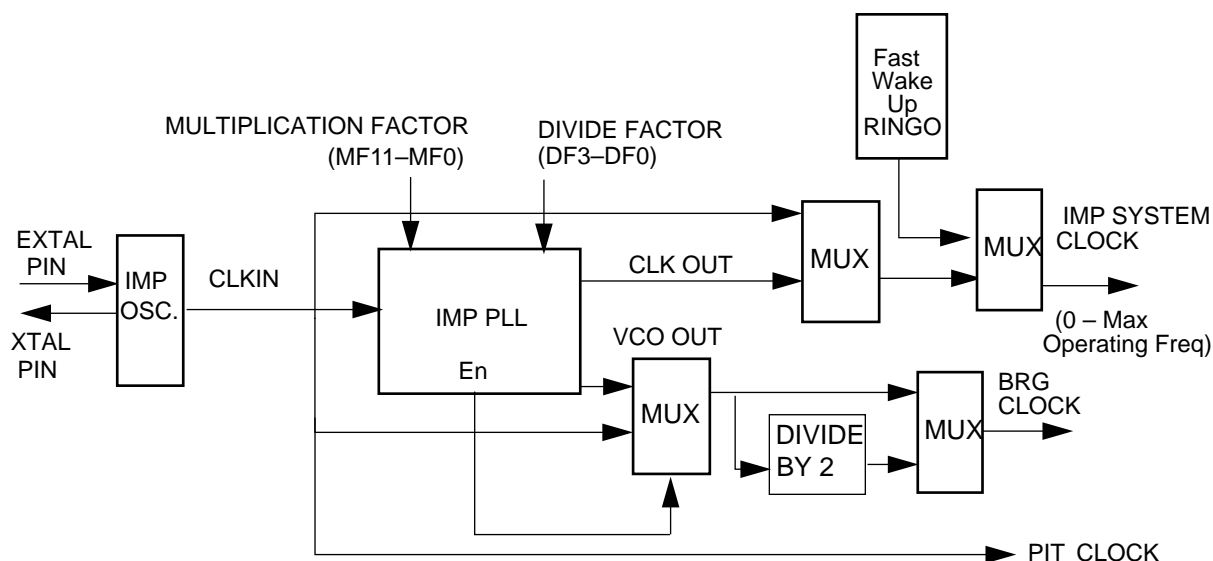 Fast
Wake
Up
RINGO
MULTIPLICATION FACTOR
(MF11–MF0)
DIVIDE FACTOR
(DF3–DF0)
EXTAL
PIN
XTAL
PIN
IMP
OSC.
CLKIN
IMP PLL
En
CLK OUT
VCO OUT
MUX
MUX
IMP SYSTEM
CLOCK
(0 – Max
Operating Freq)
MUX
DIVIDE
BY 2
MUX
BRG
CLOCK
PIT CLOCK